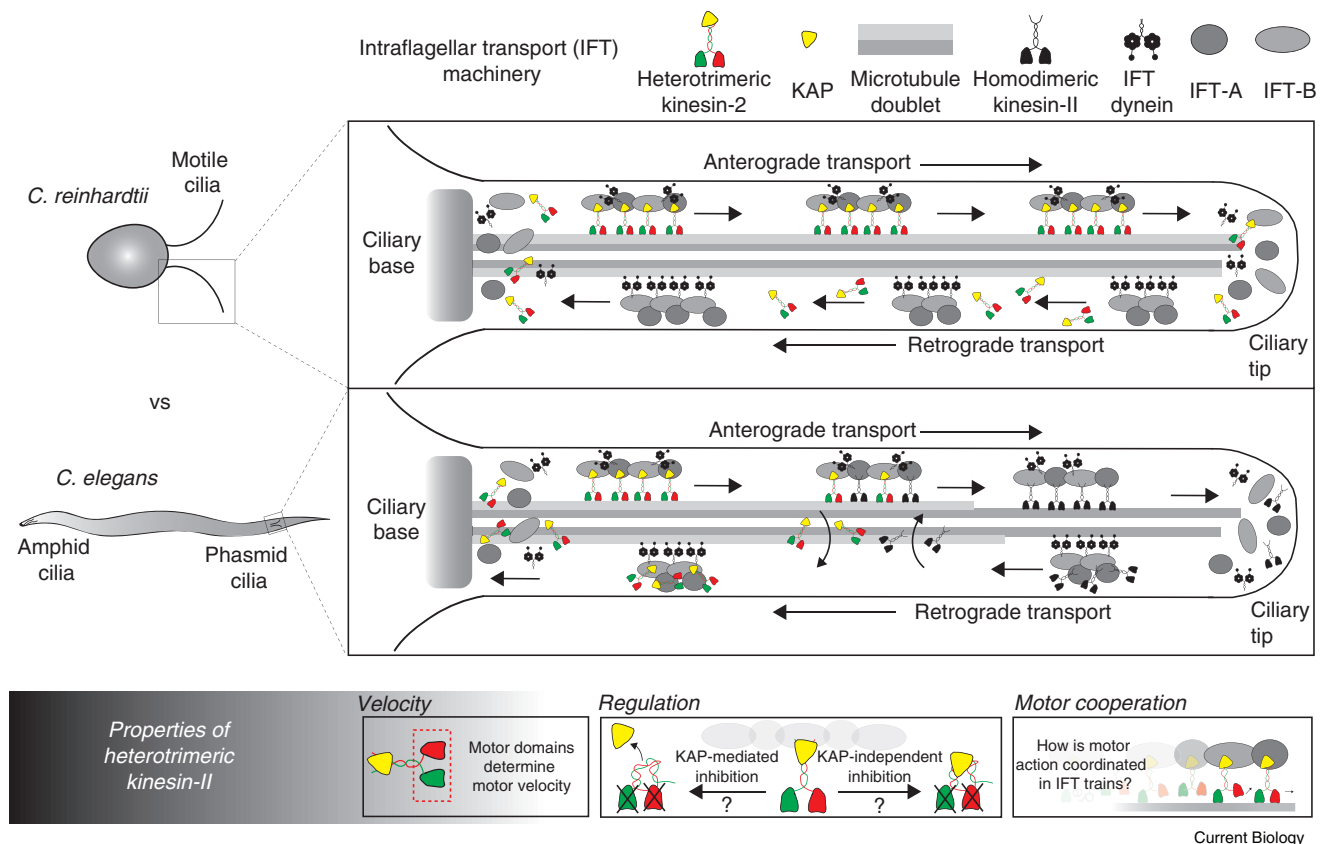 Intraflagellar transport (IFT)
machinery
Heterotrimeric
kinesin-2
KAP
Microtubule
doublet
Homodimeric
kinesin-II
IFT
dynein
IFT-A
IFT-B
C. reinhardtii
Motile
cilia
Anterograde transport
Ciliary
base
Retrograde transport
Ciliary
tip
vs
C. elegans
Amphid
cilia
Phasmid
cilia
Anterograde transport
Ciliary
base
Retrograde transport
Ciliary
tip
Properties of
heterotrimeric
kinesin-II
Velocity
Motor domains
determine
motor velocity
Regulation
KAP-mediated
inhibition
?
KAP-independent
inhibition
?
Motor cooperation
How is motor
action coordinated
in IFT trains?
Current Biology